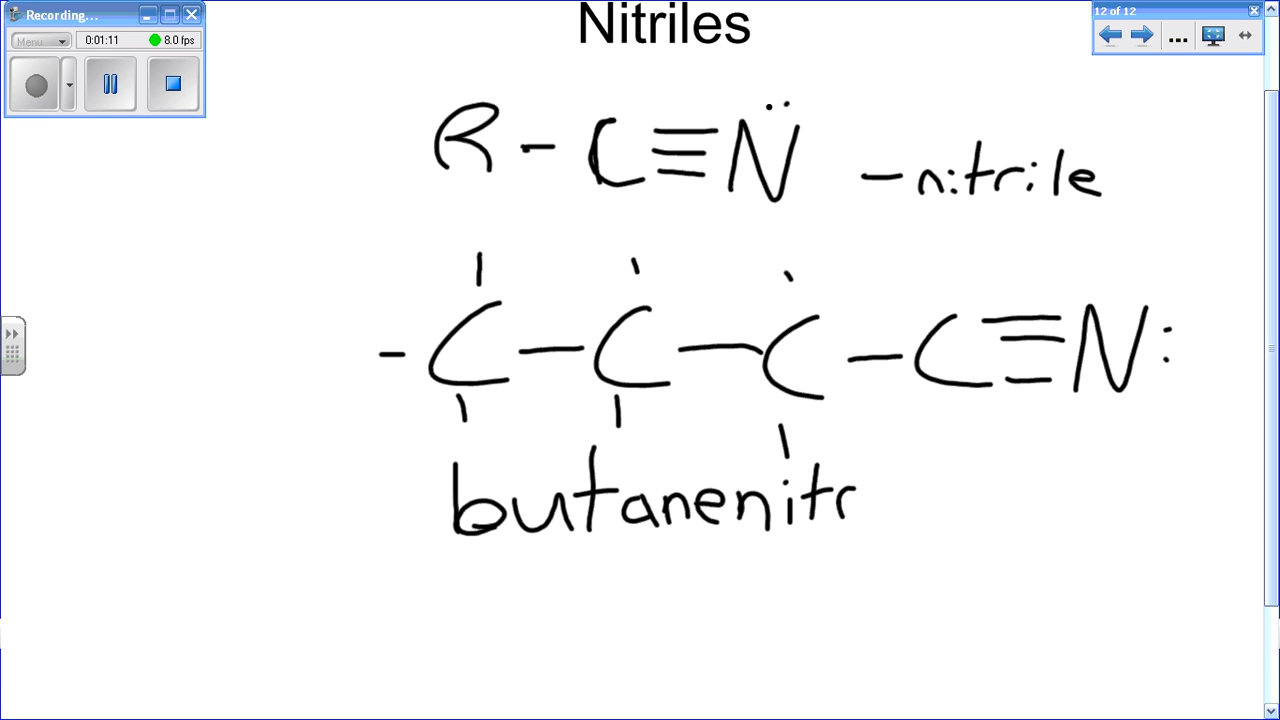 Recording...
Menu
0:01:11
8.0 fps
12 of 12
...
Nitriles
R - C≡N̈ - nitrile
- C - C - C - C≡N:
butanenitr